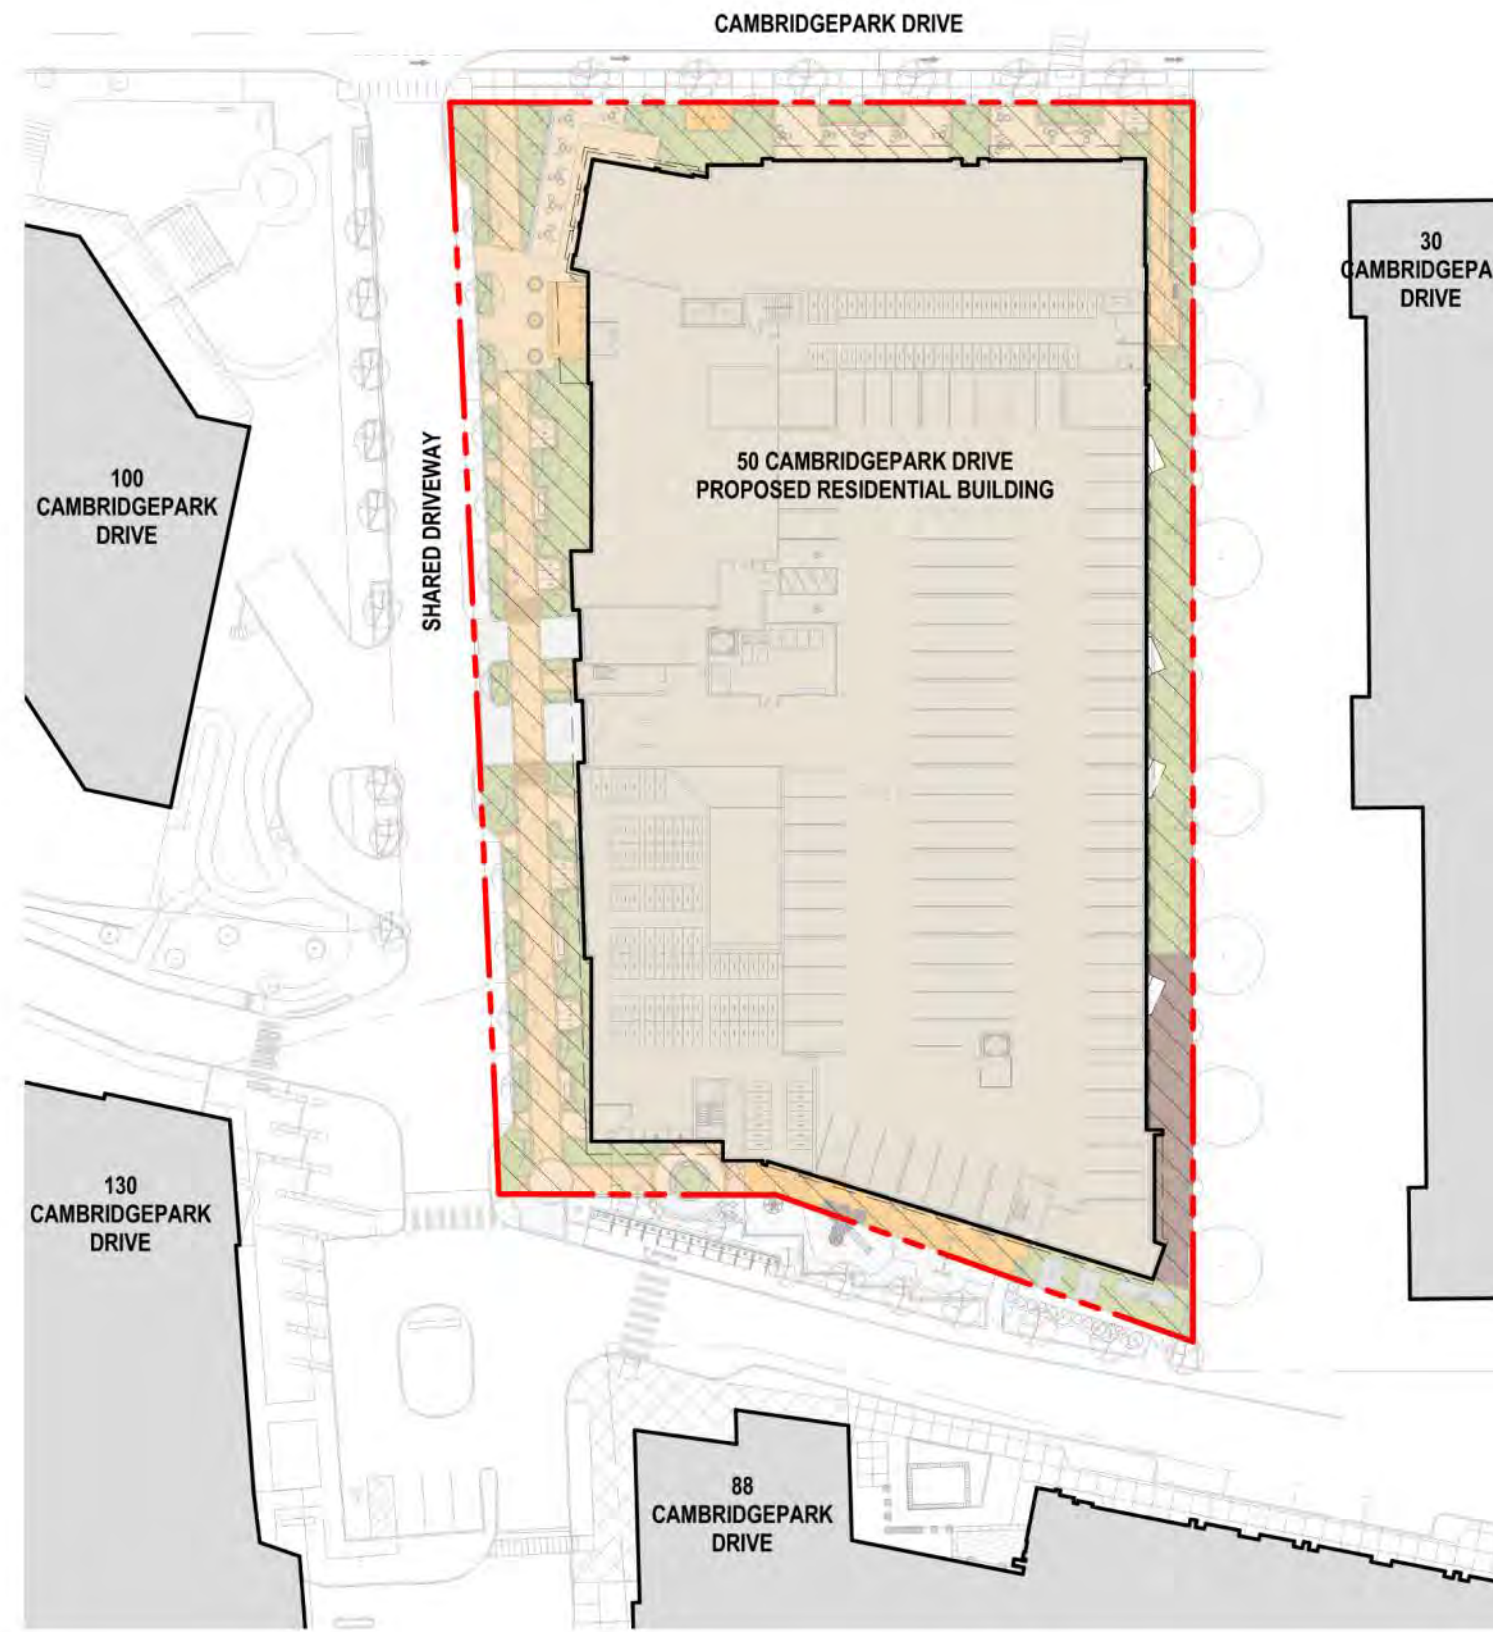 CAMBRIDGEPARK DRIVE
30
CAMBRIDGEPA
DRIVE
50 CAMBRIDGEPARK DRIVE
PROPOSED RESIDENTIAL BUILDING
100
CAMBRIDGEPARK
DRIVE
SHARED DRIVEWAY
130
CAMBRIDGEPARK
DRIVE
88
CAMBRIDGEPARK
DRIVE